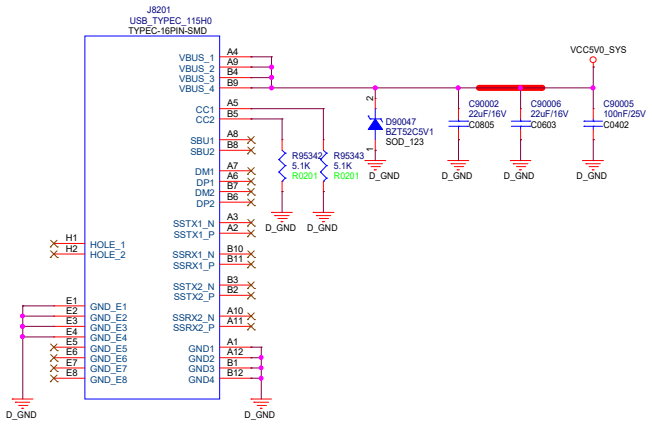 J8201
USB_TYPEC_115H0
TYPEC-16PIN-SMD
VCC5V0_SYS
VBUS_1 A4
VBUS_2 A9
VBUS_3 B4
VBUS_4 B9
CC1 A5
CC2 B5
2
D90047
BZT52C5V1
SOD_123
1
C90002
22uF/16V
C0805
C90006
22uF/16V
C0603
C90005
100nF/25V
C0402
D_GND
D_GND
D_GND
D_GND
SBU1 A8
SBU2 B8
R95342
5.1K
R0201
R95343
5.1K
R0201
DM1 A7
DP1 A6
DM2 B7
DP2 B6
D_GND
D_GND
SSTX1_N A3
SSTX1_P A2
H1 HOLE_1
H2 HOLE_2
SSRX1_N B10
SSRX1_P B11
SSTX2_N B3
SSTX2_P B2
E1 GND_E1
E2 GND_E2
E3 GND_E3
E4 GND_E4
E5 GND_E5
E6 GND_E6
E7 GND_E7
E8 GND_E8
SSRX2_N A10
SSRX2_P A11
GND1 A1
GND2 A12
GND3 B1
GND4 B12
D_GND
D_GND